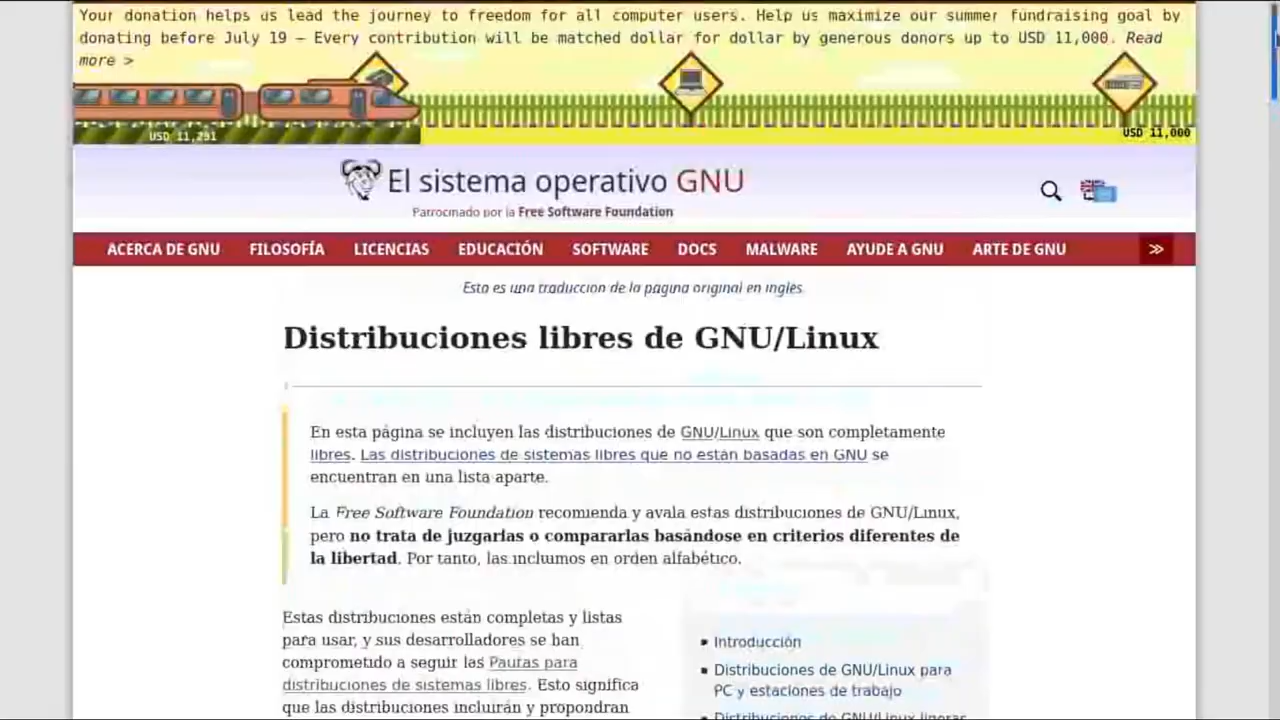 Your donation helps us lead the journey to freedom for all computer users. Help us maximize our summer fundraising goal by
donating before July 19 — Every contribution will be matched dollar for dollar by generous donors up to USD 11,000. Read
more >
USD 11,291
USD 11,000
El sistema operativo GNU
Patrocinado por la Free Software Foundation
ACERCA DE GNU FILOSOFÍA LICENCIAS EDUCACIÓN SOFTWARE DOCS MALWARE AYUDE A GNU ARTE DE GNU »
Esto es una traducción de la página original en inglés.
Distribuciones libres de GNU/Linux
En esta página se incluyen las distribuciones de GNU/Linux que son completamente
libres. Las distribuciones de sistemas libres que no están basadas en GNU se
encuentran en una lista aparte.
La Free Software Foundation recomienda y avala estas distribuciones de GNU/Linux,
pero no trata de juzgarlas o compararlas basándose en criterios diferentes de
la libertad. Por tanto, las incluimos en orden alfabético.
Estas distribuciones están completas y listas
para usar, y sus desarrolladores se han
comprometido a seguir las Pautas para
distribuciones de sistemas libres. Esto significa
que las distribuciones incluirán y propondrán
▪ Introducción
▪ Distribuciones de GNU/Linux para
PC y estaciones de trabajo
▪ Distribuciones GNU/Linux ligeras